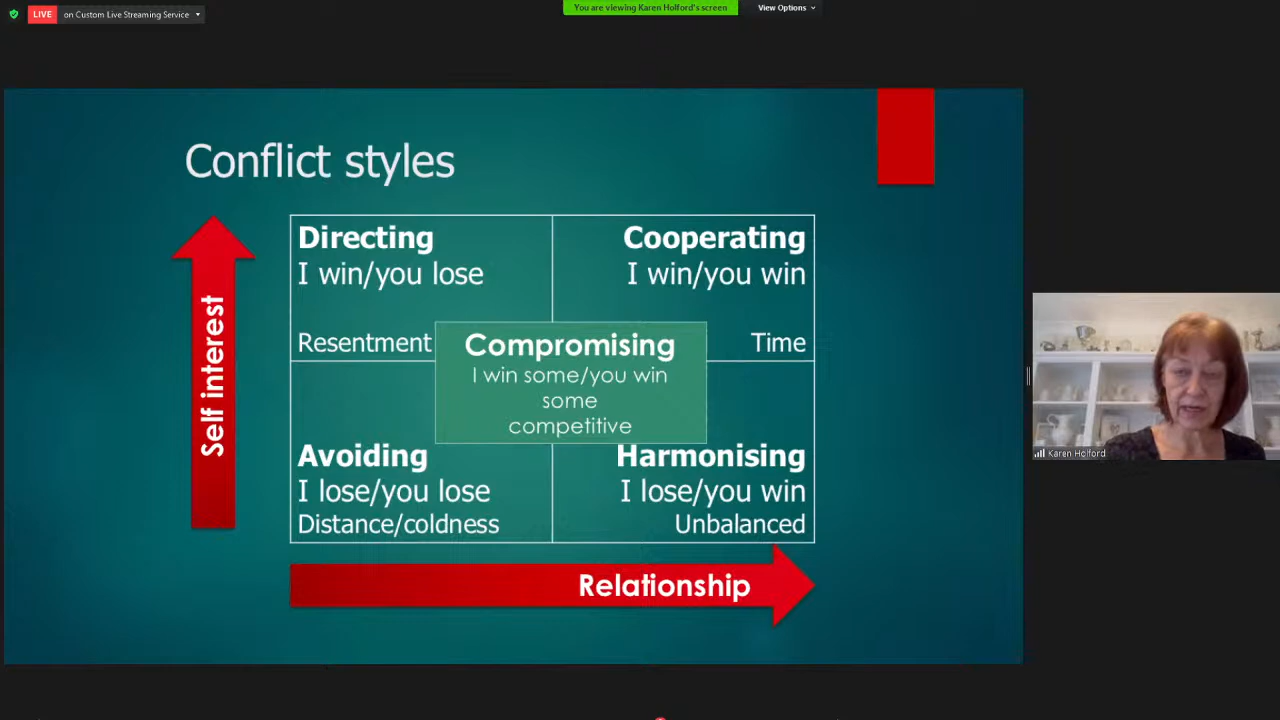 LIVE
on Custom Live Streaming Service
You are viewing Karen Holford's screen
View Options
Conflict styles
Self interest
Directing
I win/you lose
Resentment
Cooperating
I win/you win
Time
Compromising
I win some/you win
some
competitive
Avoiding
I lose/you lose
Distance/coldness
Harmonising
I lose/you win
Unbalanced
Relationship
Karen Holford